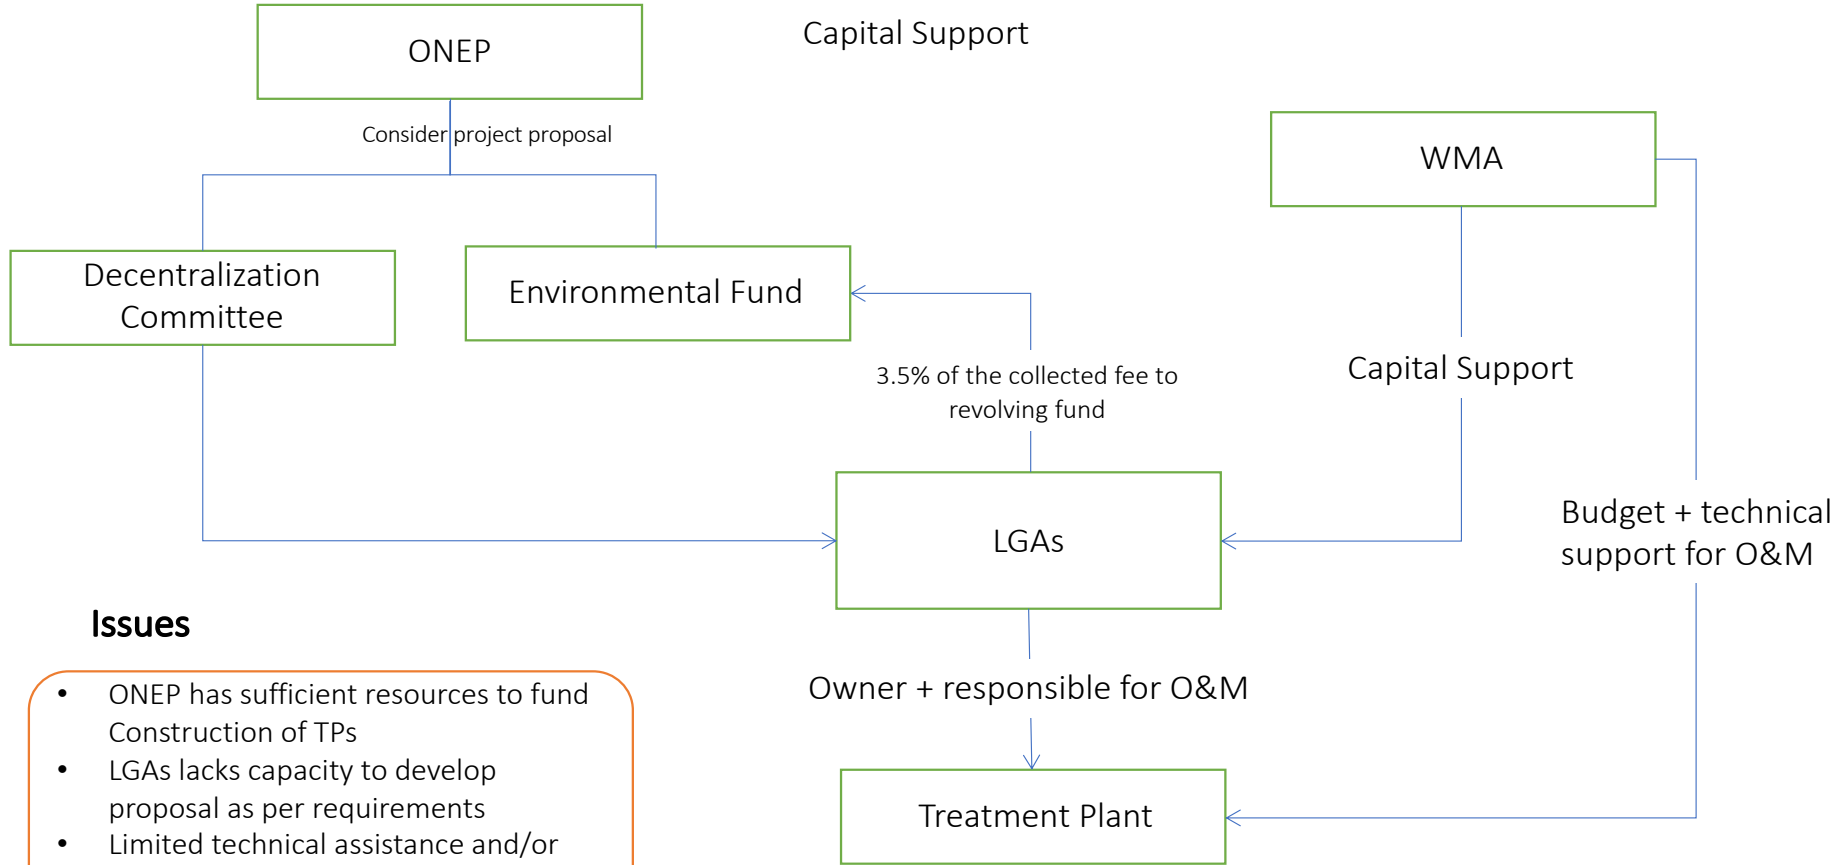 Capital Support
ONEP
Consider project proposal
WMA
Decentralization
Committee
Environmental Fund
3.5% of the collected fee to
revolving fund
Capital Support
LGAs
Budget + technical
support for O&M
Owner + responsible for O&M
Treatment Plant
Issues
• ONEP has sufficient resources to fund
Construction of TPs
• LGAs lacks capacity to develop
proposal as per requirements
• Limited technical assistance and/or